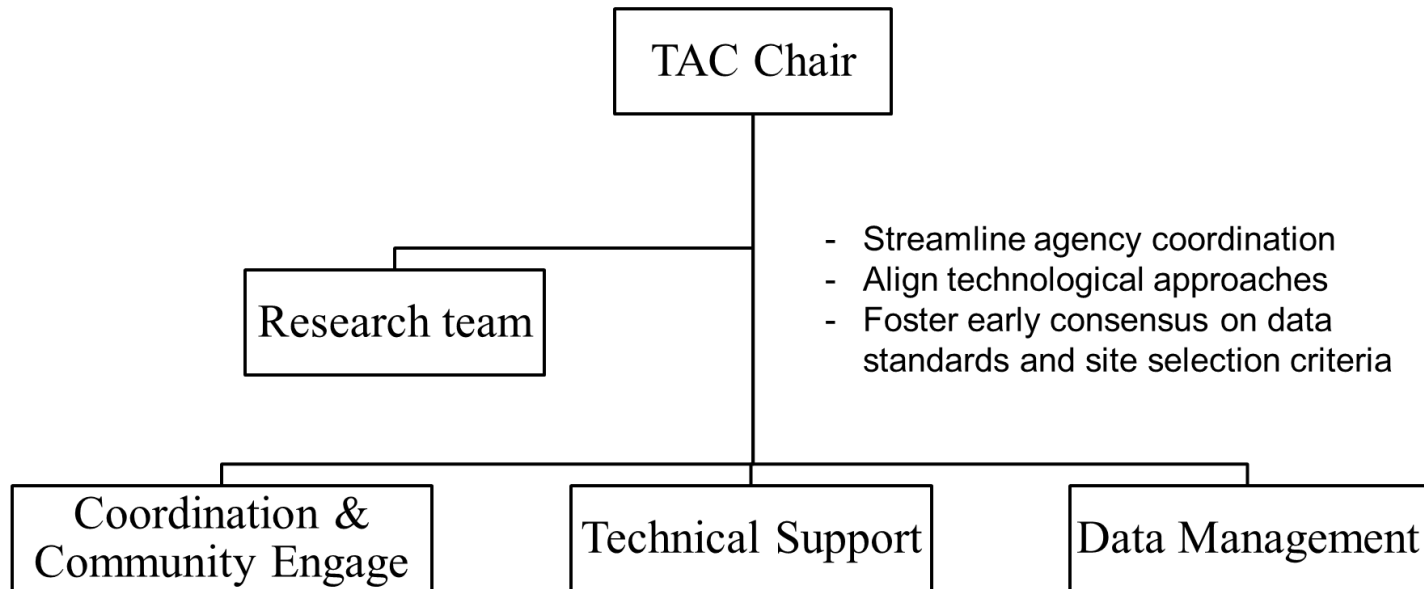 TAC Chair
- Streamline agency coordination
- Align technological approaches
- Foster early consensus on data
standards and site selection criteria
Research team
Coordination &
Community Engage
Technical Support
Data Management